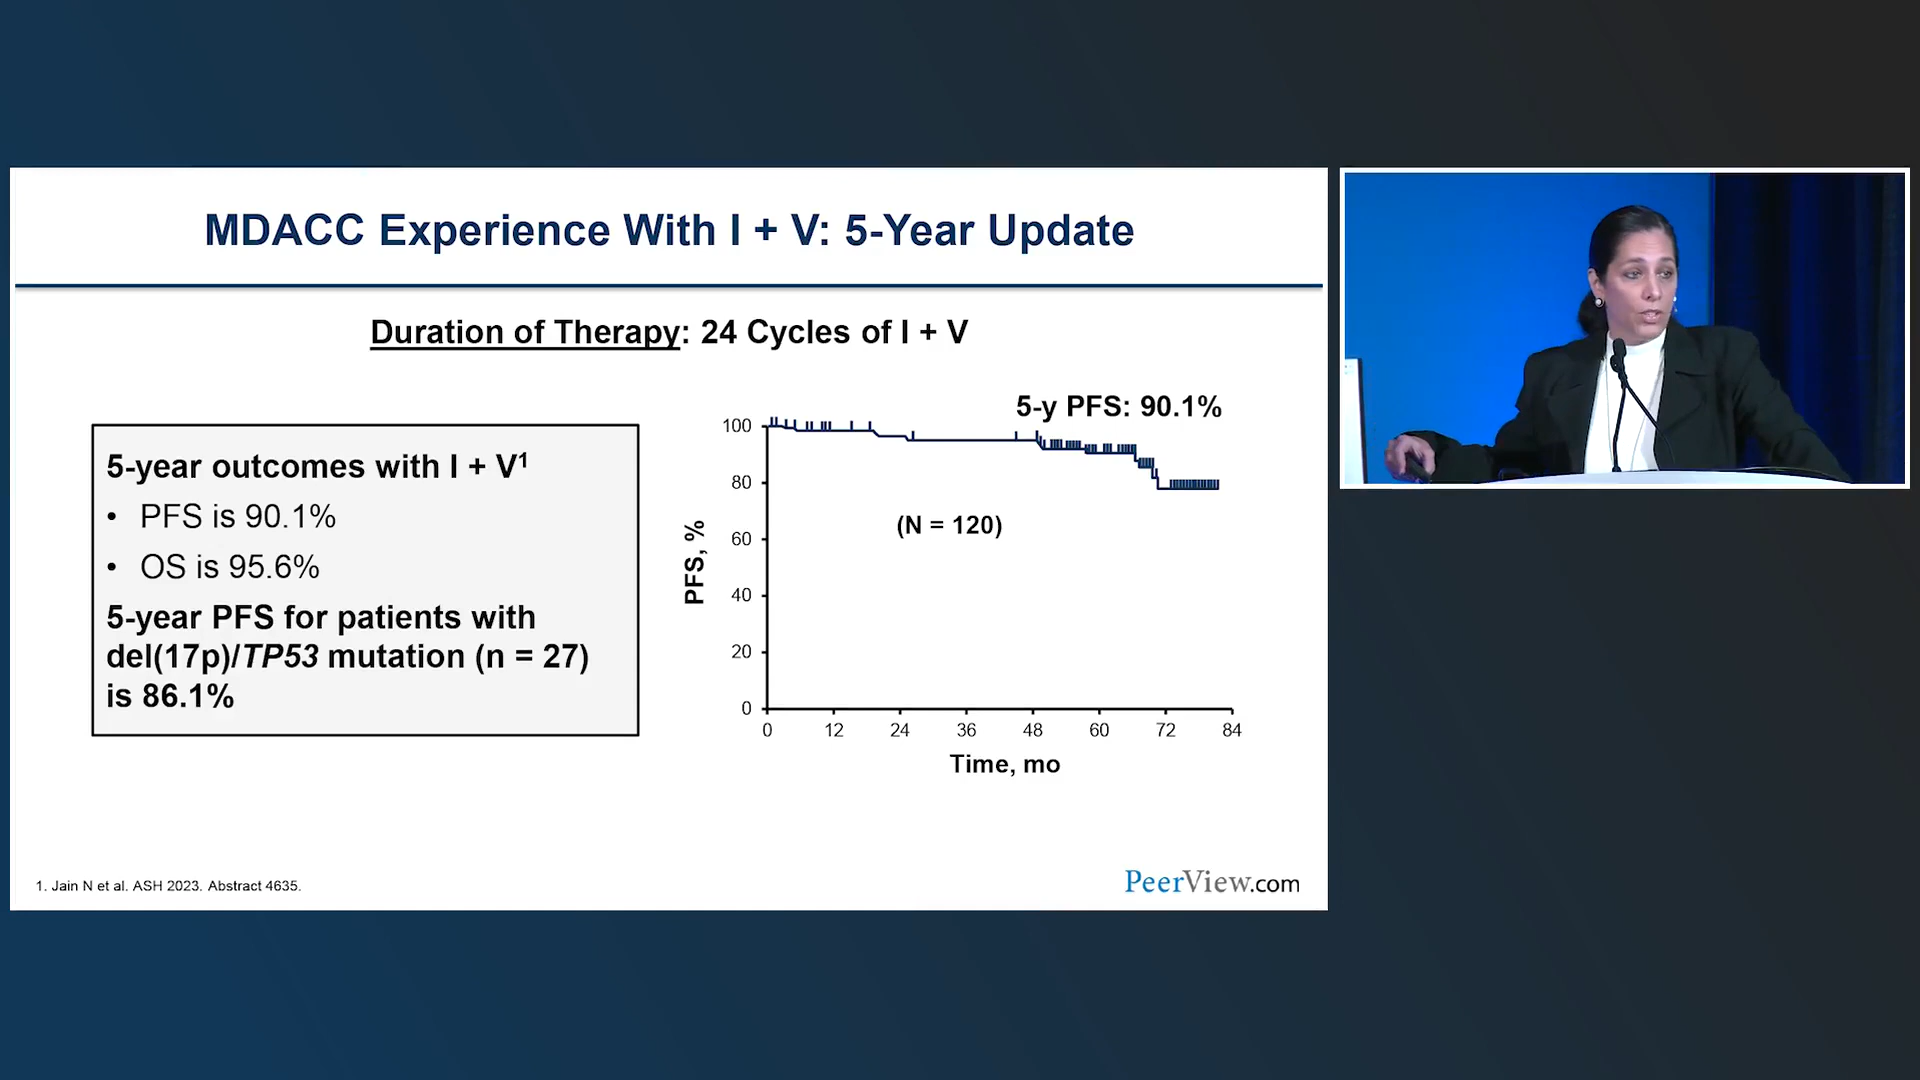 MDACC Experience With I + V: 5-Year Update
Duration of Therapy: 24 Cycles of I + V
5-year outcomes with I + V¹
• PFS is 90.1%
• OS is 95.6%
5-year PFS for patients with
del(17p)/TP53 mutation (n = 27)
is 86.1%
5-y PFS: 90.1%
(N = 120)
PFS, %
100
80
60
40
20
0
0 12 24 36 48 60 72 84
Time, mo
1. Jain N et al. ASH 2023. Abstract 4635.
PeerView.com